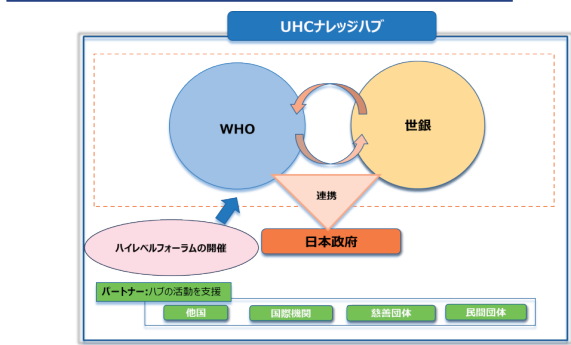 UHCナレッジハブ
WHO
世銀
連携
日本政府
ハイレベルフォーラムの開催
パートナー:ハブの活動を支援
他国
国際機関
慈善団体
民間団体